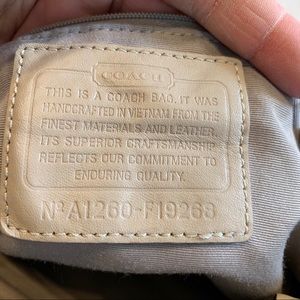 COACH
THIS IS A COACH BAG. IT WAS
HANDCRAFTED IN VIETNAM FROM THE
FINEST MATERIALS AND LEATHER.
ITS SUPERIOR CRAFTSMANSHIP
REFLECTS OUR COMMITMENT TO
ENDURING QUALITY.
Nº A1260-F19268